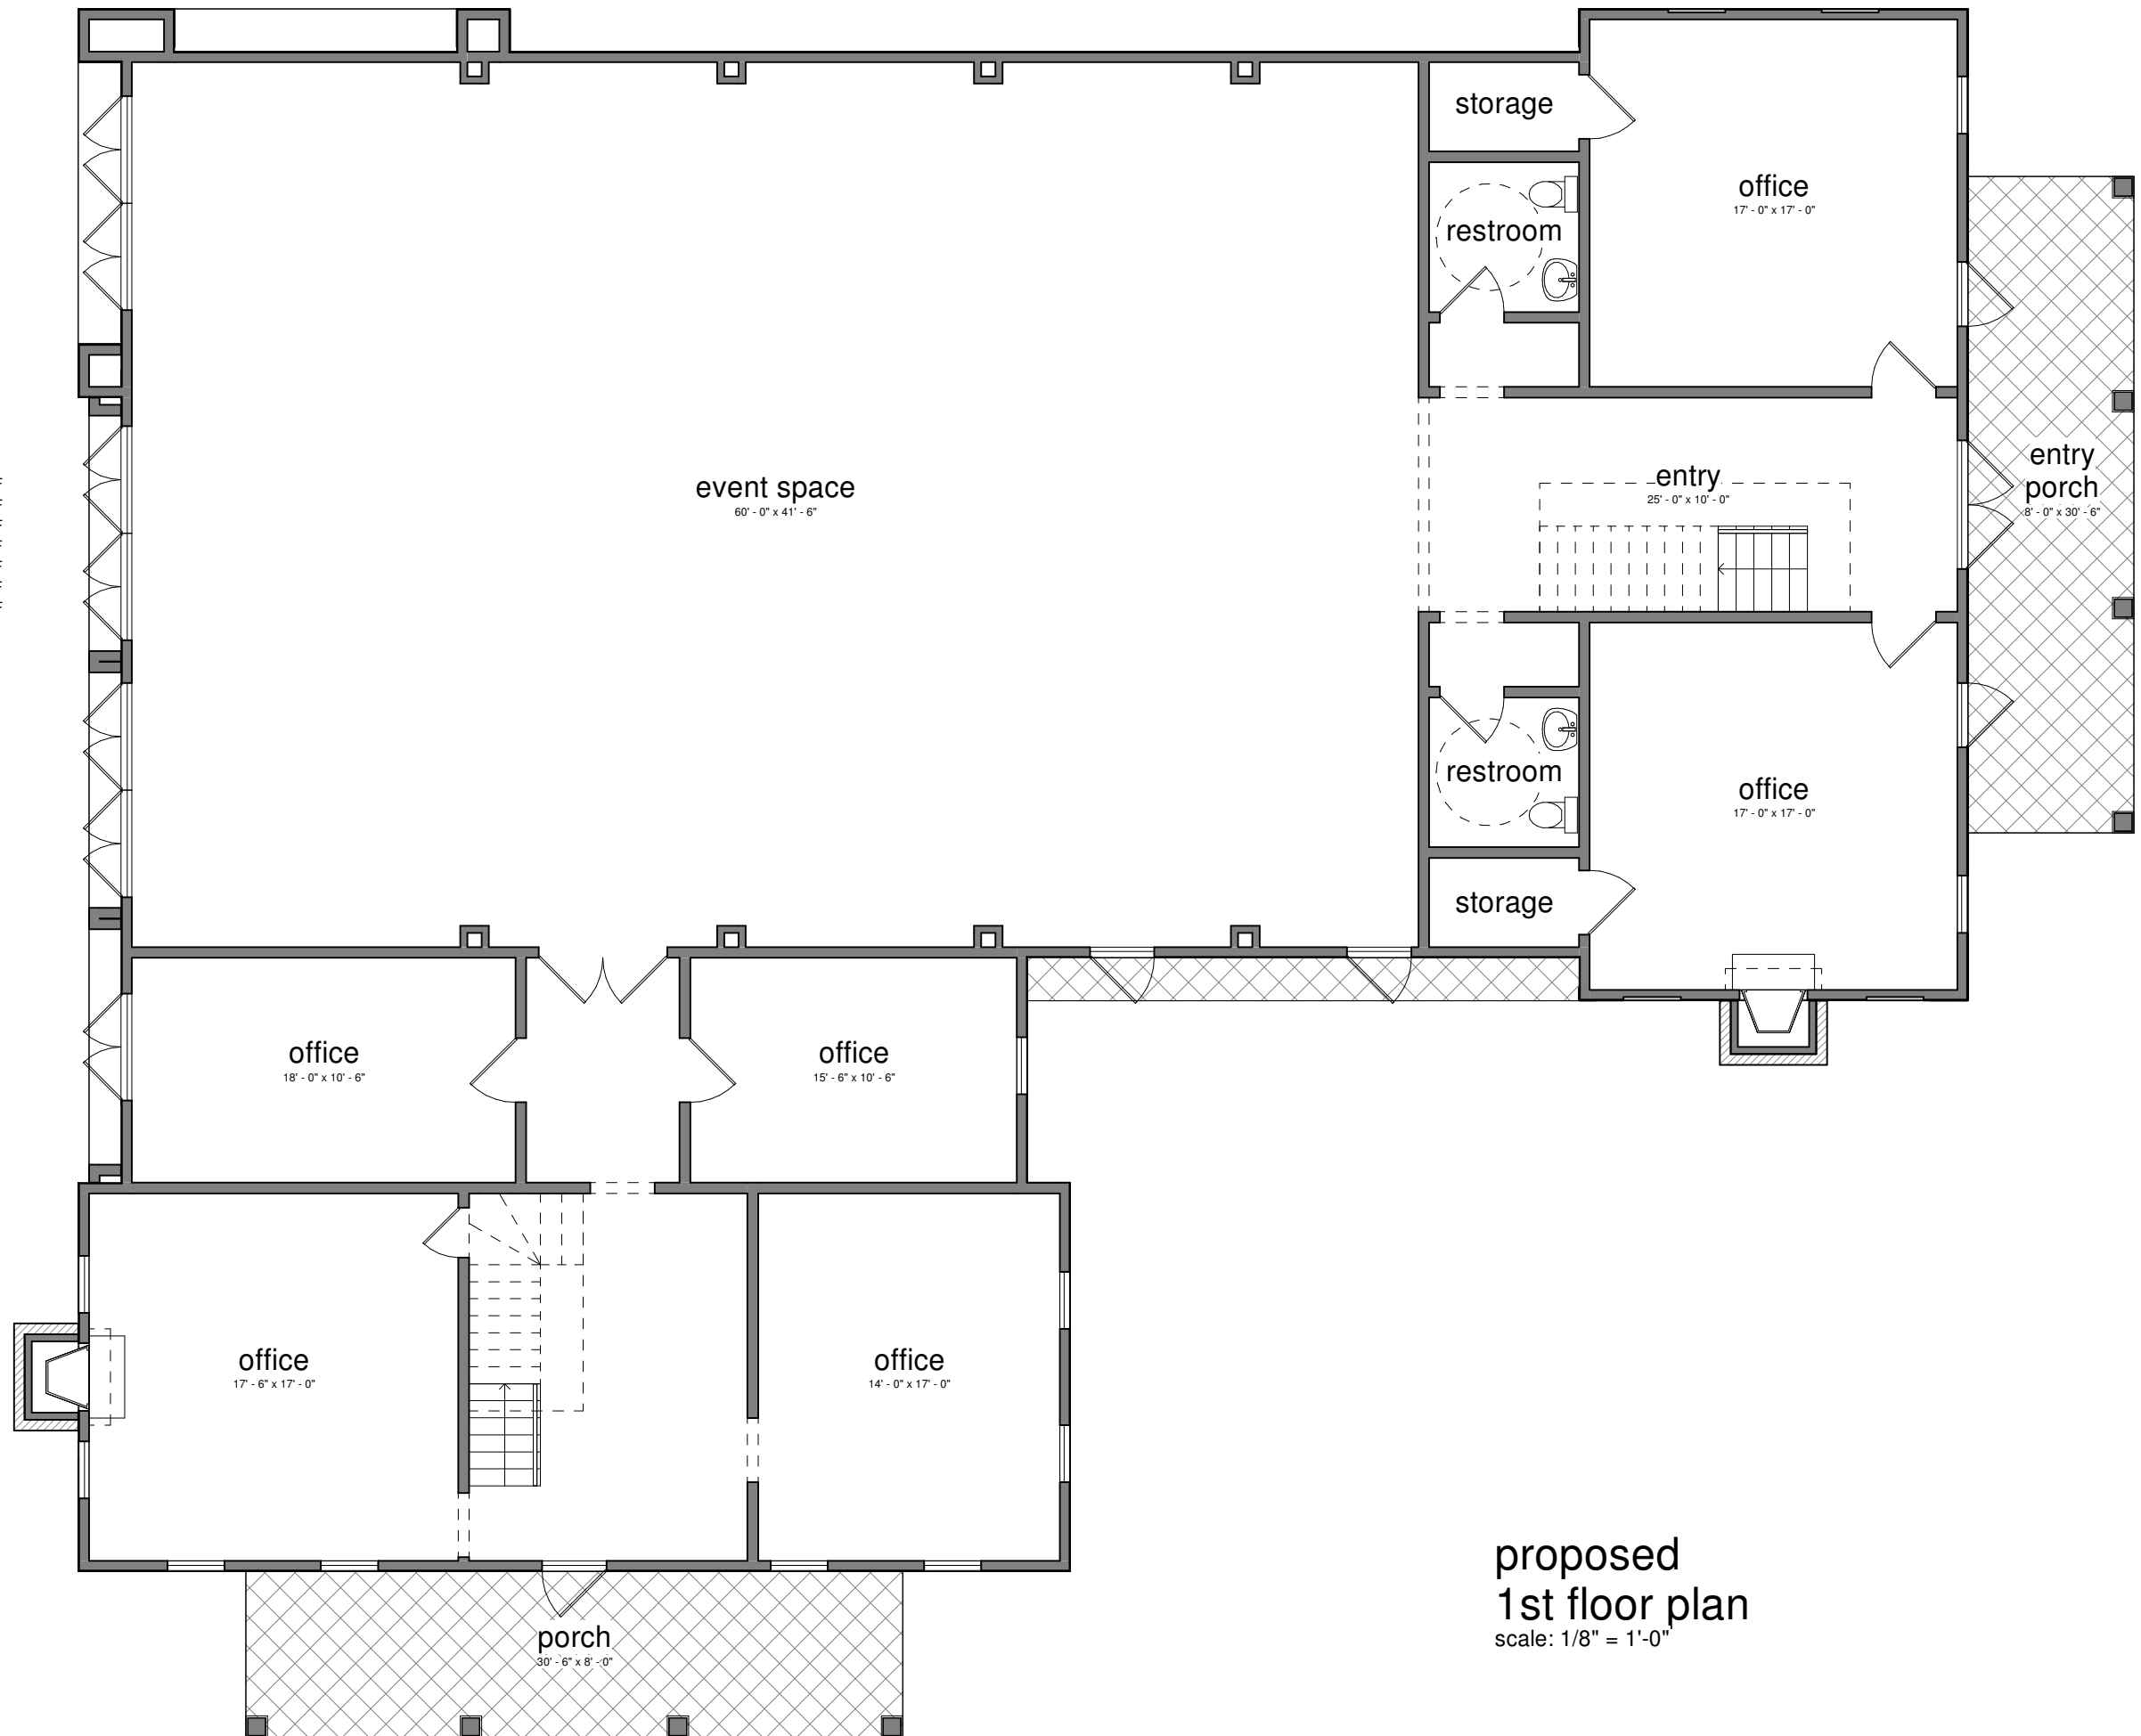 storage
office
17' - 0" x 17' - 0"
restroom
entry
25' - 0" x 10' - 0"
entry
porch
8' - 0" x 30' - 6"
event space
60' - 0" x 41' - 6"
restroom
office
17' - 0" x 17' - 0"
storage
office
18' - 0" x 10' - 6"
office
15' - 6" x 10' - 6"
office
17' - 6" x 17' - 0"
office
14' - 0" x 17' - 0"
porch
30' - 6" x 8' - 0"
proposed
1st floor plan
scale: 1/8" = 1'-0"